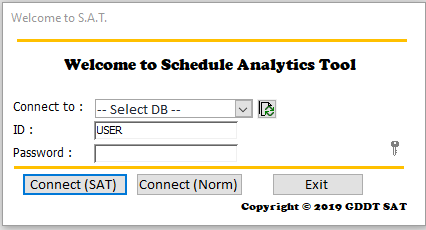 Welcome to S.A.T.
Welcome to Schedule Analytics Tool
Connect to : -- Select DB --
ID : USER
Password :
Connect (SAT) Connect (Norm) Exit
Copyright © 2019 GDDT SAT